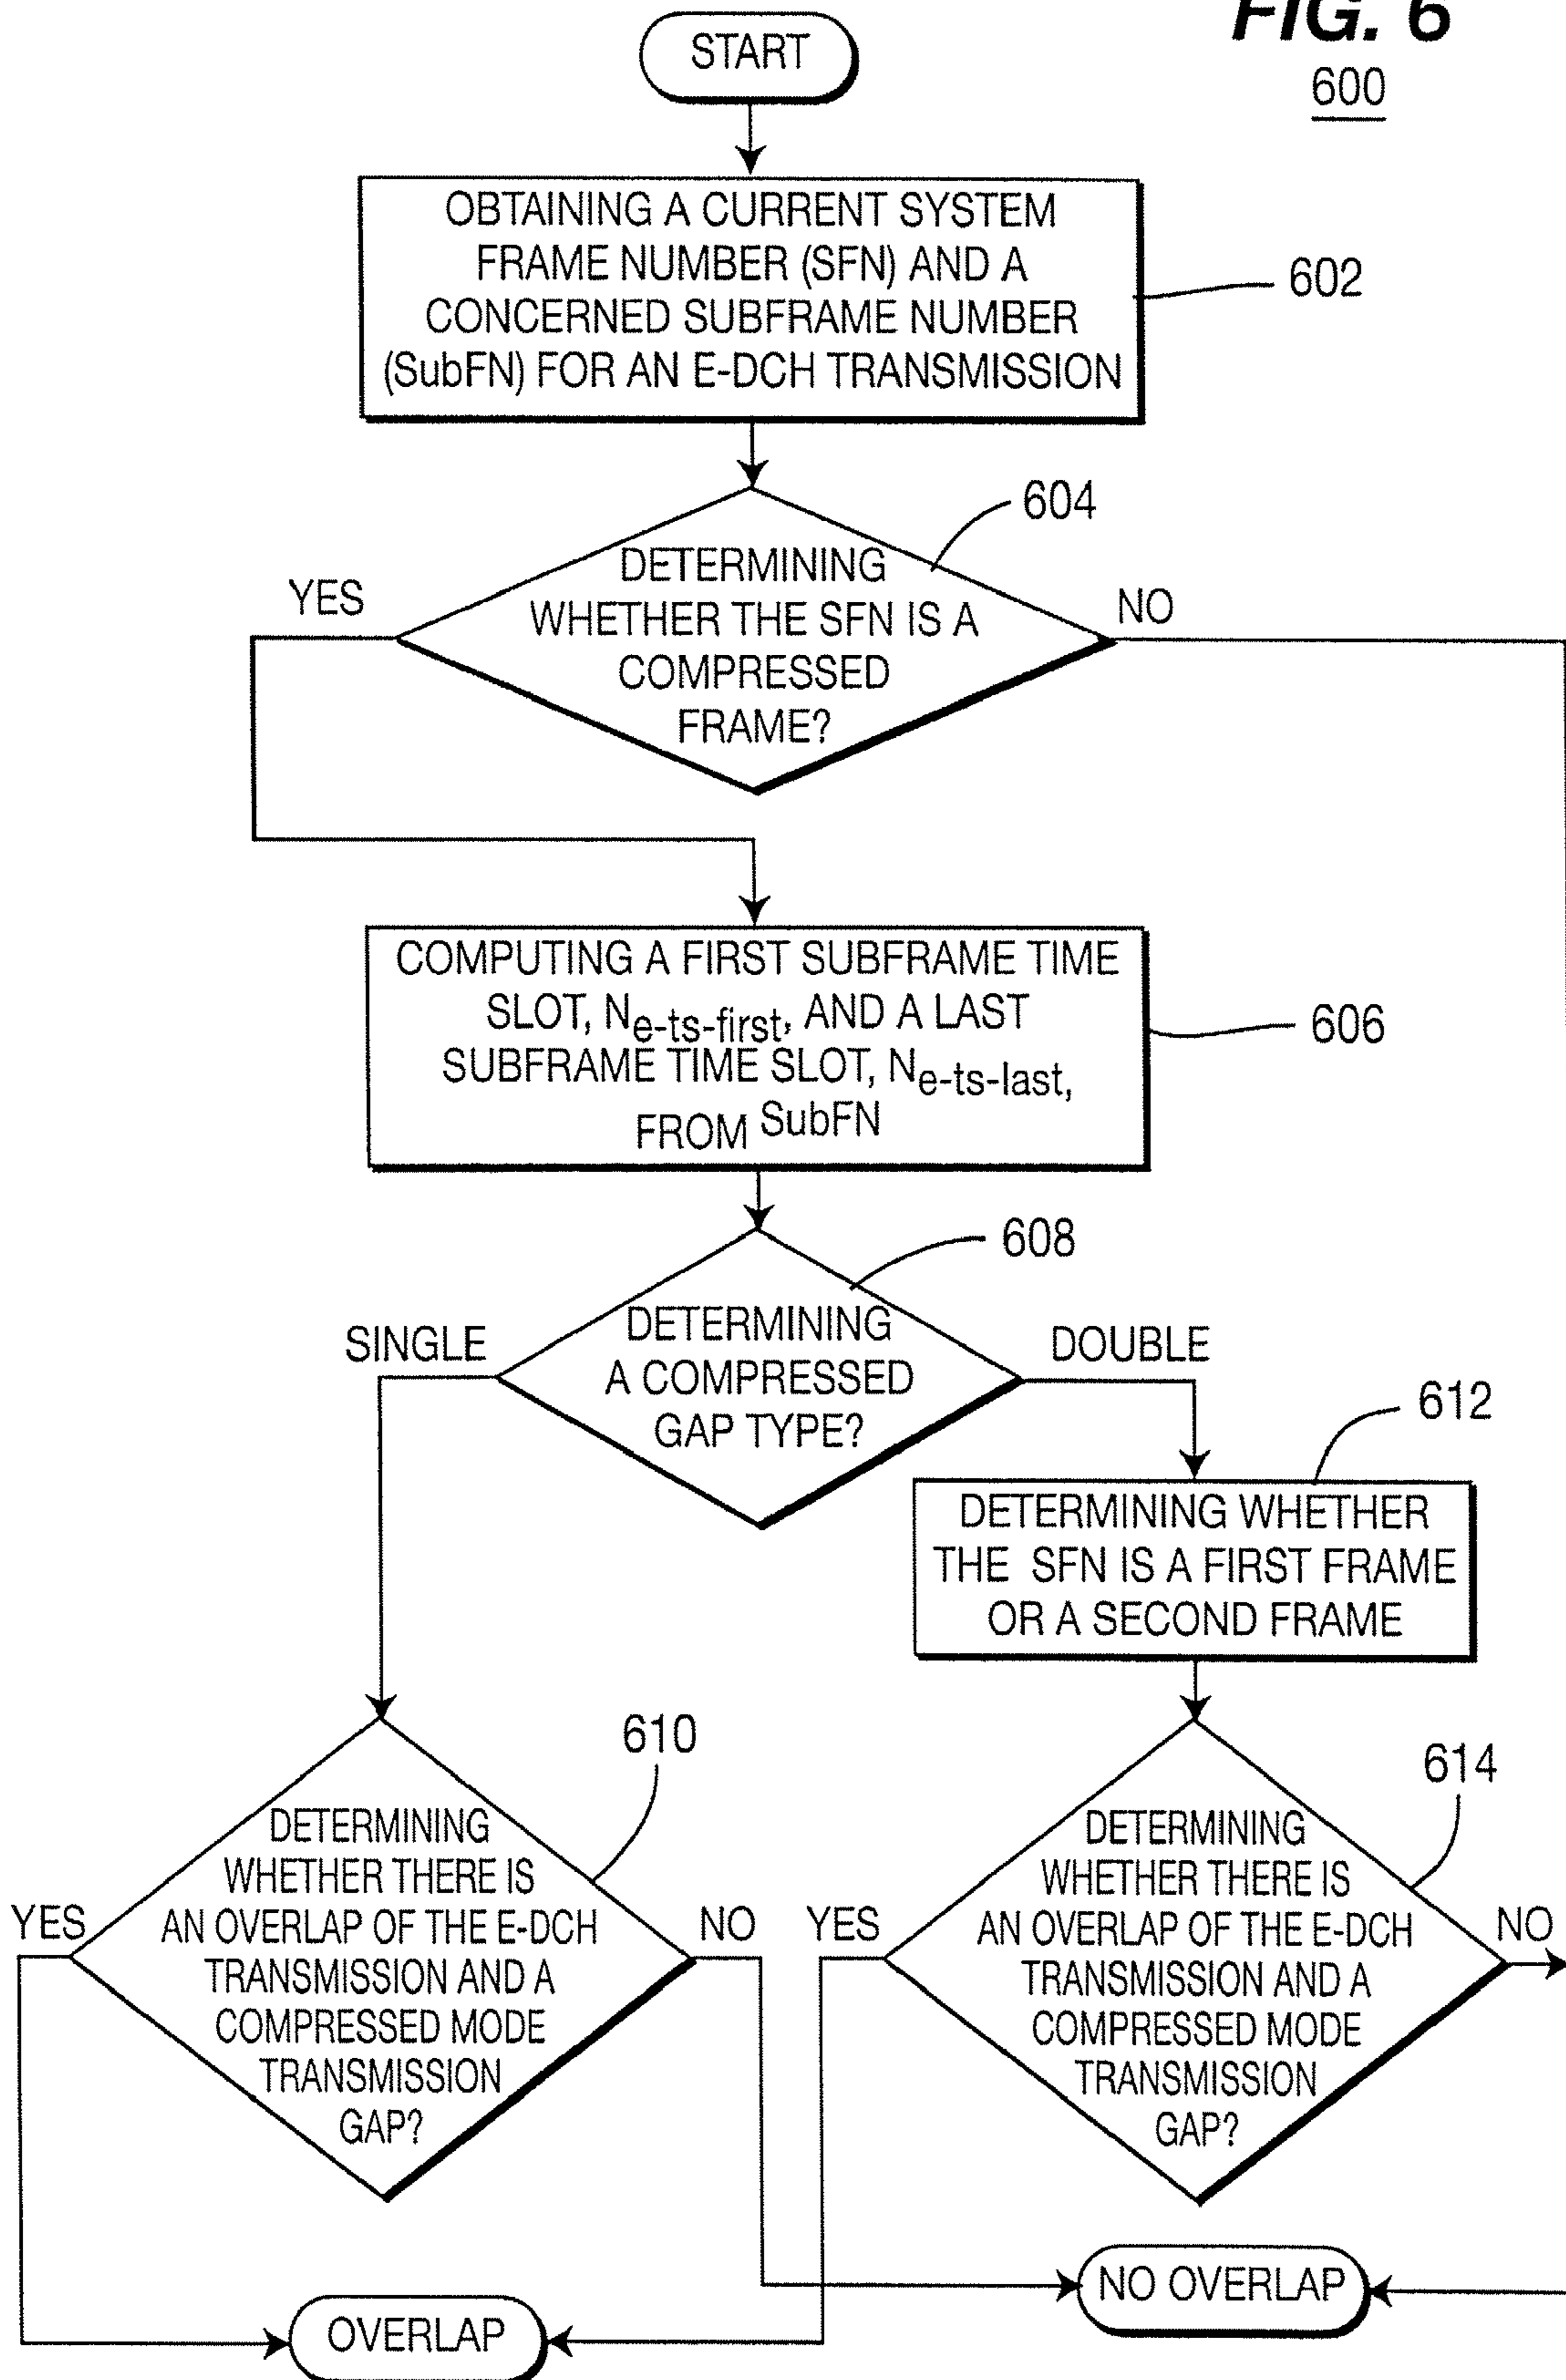 FIG. 6
600
START
OBTAINING A CURRENT SYSTEM
FRAME NUMBER (SFN) AND A
CONCERNED SUBFRAME NUMBER
(SubFN) FOR AN E-DCH TRANSMISSION
602
604
DETERMINING
WHETHER THE SFN IS A
COMPRESSED
FRAME?
YES
NO
COMPUTING A FIRST SUBFRAME TIME
SLOT, Ne-ts-first, AND A LAST
SUBFRAME TIME SLOT, Ne-ts-last,
FROM SubFN
606
608
DETERMINING
A COMPRESSED
GAP TYPE?
SINGLE
DOUBLE
612
DETERMINING WHETHER
THE SFN IS A FIRST FRAME
OR A SECOND FRAME
610
DETERMINING
WHETHER THERE IS
AN OVERLAP OF THE E-DCH
TRANSMISSION AND A
COMPRESSED MODE
TRANSMISSION
GAP?
YES
NO
614
DETERMINING
WHETHER THERE IS
AN OVERLAP OF THE E-DCH
TRANSMISSION AND A
COMPRESSED MODE
TRANSMISSION
GAP?
YES
NO
NO OVERLAP
OVERLAP